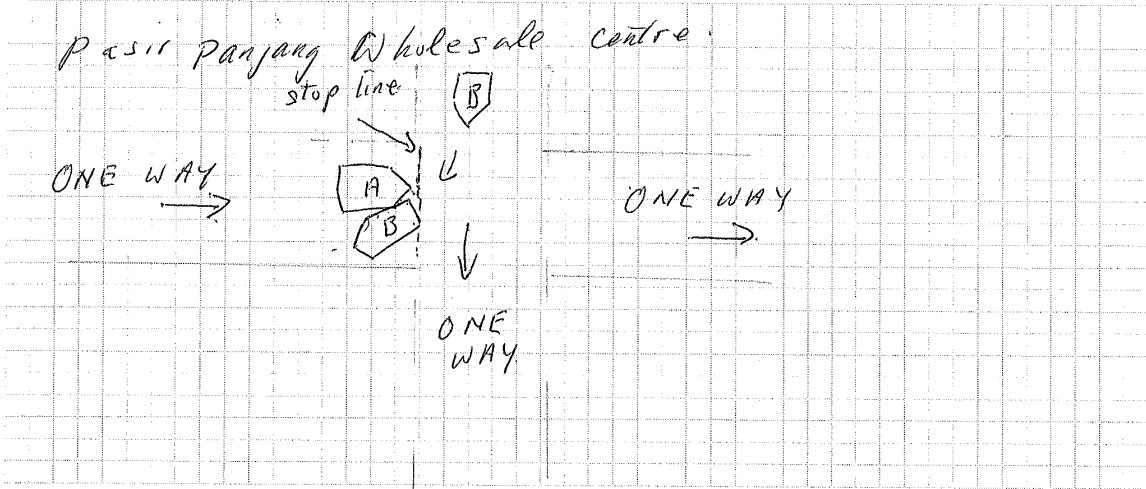 Pasir Panjang Wholesale centre.
stop line
B
ONE WAY
A
B
ONE WAY
ONE
WAY